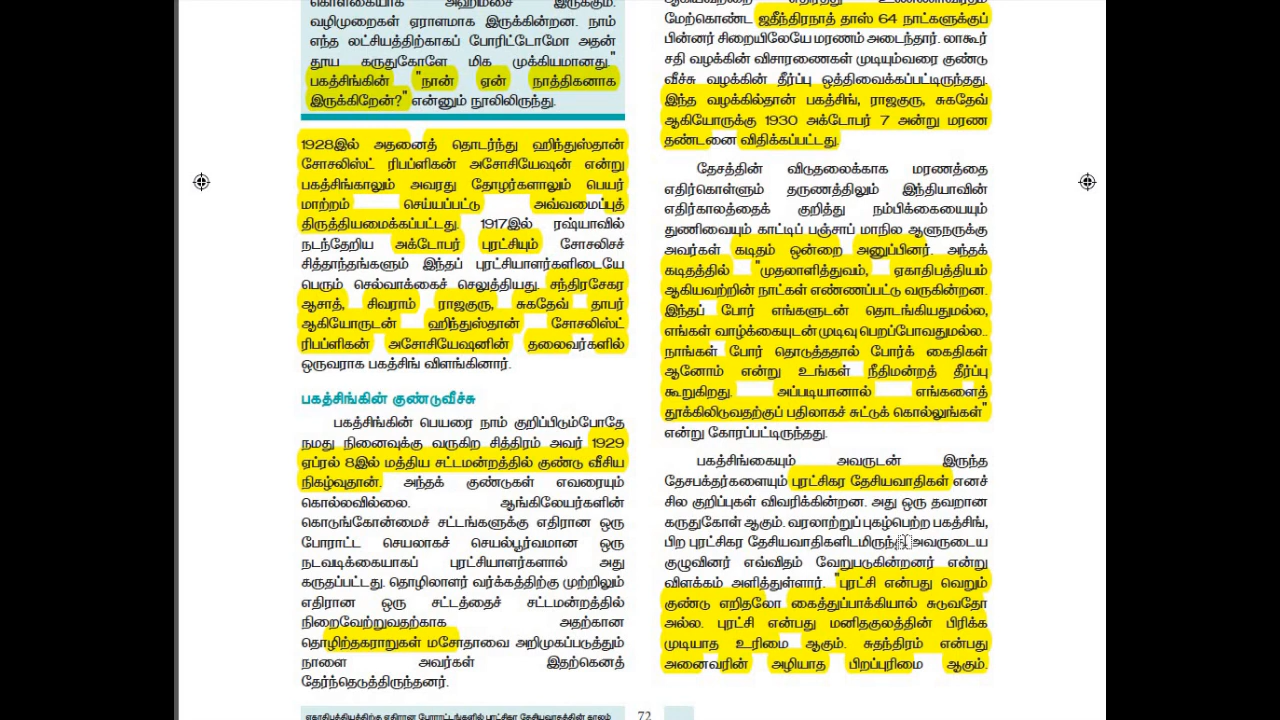 கொள்கையாக அஹிம்சை இருக்கும்.
வழிமுறைகள் ஏராளமாக இருக்கின்றன. நாம்
எந்த லட்சியத்திற்காகப் போரிட்டோமோ அதன்
தூய கருதுகோளே மிக முக்கியமானது."
பகத்சிங்கின் "நான் ஏன் நாத்திகனாக
இருக்கிறேன்?" என்னும் நூலிலிருந்து.
1928இல் அதனைத் தொடர்ந்து ஹிந்துஸ்தான்
சோசலிஸ்ட் ரிபப்ளிகன் அசோசியேஷன் என்று
பகத்சிங்காலும் அவரது தோழர்களாலும் பெயர்
மாற்றம் செய்யப்பட்டு அவ்வமைப்புத்
திருத்தியமைக்கப்பட்டது. 1917இல் ரஷ்யாவில்
நடந்தேறிய அக்டோபர் புரட்சியும் சோசலிசச்
சித்தாந்தங்களும் இந்தப் புரட்சியாளர்களிடையே
பெரும் செல்வாக்கைச் செலுத்தியது. சந்திரசேகர
ஆசாத், சிவராம் ராஜகுரு, சுகதேவ் தாபர்
ஆகியோருடன் ஹிந்துஸ்தான் சோசலிஸ்ட்
ரிபப்ளிகன் அசோசியேஷனின் தலைவர்களில்
ஒருவராக பகத்சிங் விளங்கினார்.
பகத்சிங்கின் குண்டுவீச்சு
பகத்சிங்கின் பெயரை நாம் குறிப்பிடும்போதே
நமது நினைவுக்கு வருகிற சித்திரம் அவர் 1929
ஏப்ரல் 8இல் மத்திய சட்டமன்றத்தில் குண்டு வீசிய
நிகழ்வுதான். அந்தக் குண்டுகள் எவரையும்
கொல்லவில்லை. ஆங்கிலேயர்களின்
கொடுங்கோன்மைச் சட்டங்களுக்கு எதிரான ஒரு
போராட்ட செயலாகச் செயல்பூர்வமான ஒரு
நடவடிக்கையாகப் புரட்சியாளர்களால் அது
கருதப்பட்டது. தொழிலாளர் வர்க்கத்திற்கு முற்றிலும்
எதிரான ஒரு சட்டத்தைச் சட்டமன்றத்தில்
நிறைவேற்றுவதற்காக அதற்கான
தொழிற்தகராறுகள் மசோதாவை அறிமுகப்படுத்தும்
நாளை அவர்கள் இதற்கெனத்
தேர்ந்தெடுத்திருந்தனர்.
மேற்கொண்ட ஜதீந்திரநாத் தாஸ் 64 நாட்களுக்குப்
பின்னர் சிறையிலேயே மரணம் அடைந்தார். லாகூர்
சதி வழக்கின் விசாரணைகள் முடியும்வரை குண்டு
வீச்சு வழக்கின் தீர்ப்பு ஒத்திவைக்கப்பட்டிருந்தது.
இந்த வழக்கில்தான் பகத்சிங், ராஜகுரு, சுகதேவ்
ஆகியோருக்கு 1930 அக்டோபர் 7 அன்று மரண
தண்டனை விதிக்கப்பட்டது.
தேசத்தின் விடுதலைக்காக மரணத்தை
எதிர்கொள்ளும் தருணத்திலும் இந்தியாவின்
எதிர்காலத்தைக் குறித்து நம்பிக்கையையும்
துணிவையும் காட்டிப் பஞ்சாப் மாநில ஆளுநருக்கு
அவர்கள் கடிதம் ஒன்றை அனுப்பினர். அந்தக்
கடிதத்தில் "முதலாளித்துவம், ஏகாதிபத்தியம்
ஆகியவற்றின் நாட்கள் எண்ணப்பட்டு வருகின்றன.
இந்தப் போர் எங்களுடன் தொடங்கியதுமல்ல,
எங்கள் வாழ்க்கையுடன் முடிவு பெறப்போவதுமல்ல..
நாங்கள் போர் தொடுத்ததால் போர்க் கைதிகள்
ஆனோம் என்று உங்கள் நீதிமன்றத் தீர்ப்பு
கூறுகிறது. அப்படியானால் எங்களைத்
தூக்கிலிடுவதற்குப் பதிலாகச் சுட்டுக் கொல்லுங்கள்"
என்று கோரப்பட்டிருந்தது.
பகத்சிங்கையும் அவருடன் இருந்த
தேசபக்தர்களையும் புரட்சிகர தேசியவாதிகள் எனச்
சில குறிப்புகள் விவரிக்கின்றன. அது ஒரு தவறான
கருதுகோள் ஆகும். வரலாற்றுப் புகழ்பெற்ற பகத்சிங்,
பிற புரட்சிகர தேசியவாதிகளிடமிருந்து அவருடைய
குழுவினர் எவ்விதம் வேறுபடுகின்றனர் என்று
விளக்கம் அளித்துள்ளார். "புரட்சி என்பது வெறும்
குண்டு எறிதலோ கைத்துப்பாக்கியால் சுடுவதோ
அல்ல. புரட்சி என்பது மனிதகுலத்தின் பிரிக்க
முடியாத உரிமை ஆகும். சுதந்திரம் என்பது
அனைவரின் அழியாத பிறப்புரிமை ஆகும்.
ஏகாதிபத்தியத்திற்கு எதிரான போராட்டங்களில் புரட்சிகர தேசியவாதத்தின் காலம்
72